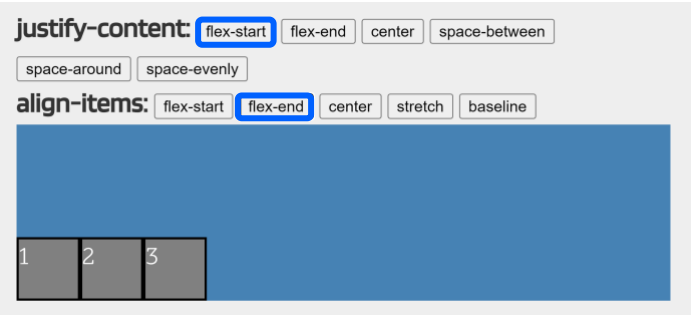 justify-content: flex-start flex-end center space-between
space-around space-evenly
align-items: flex-start flex-end center stretch baseline
1 2 3